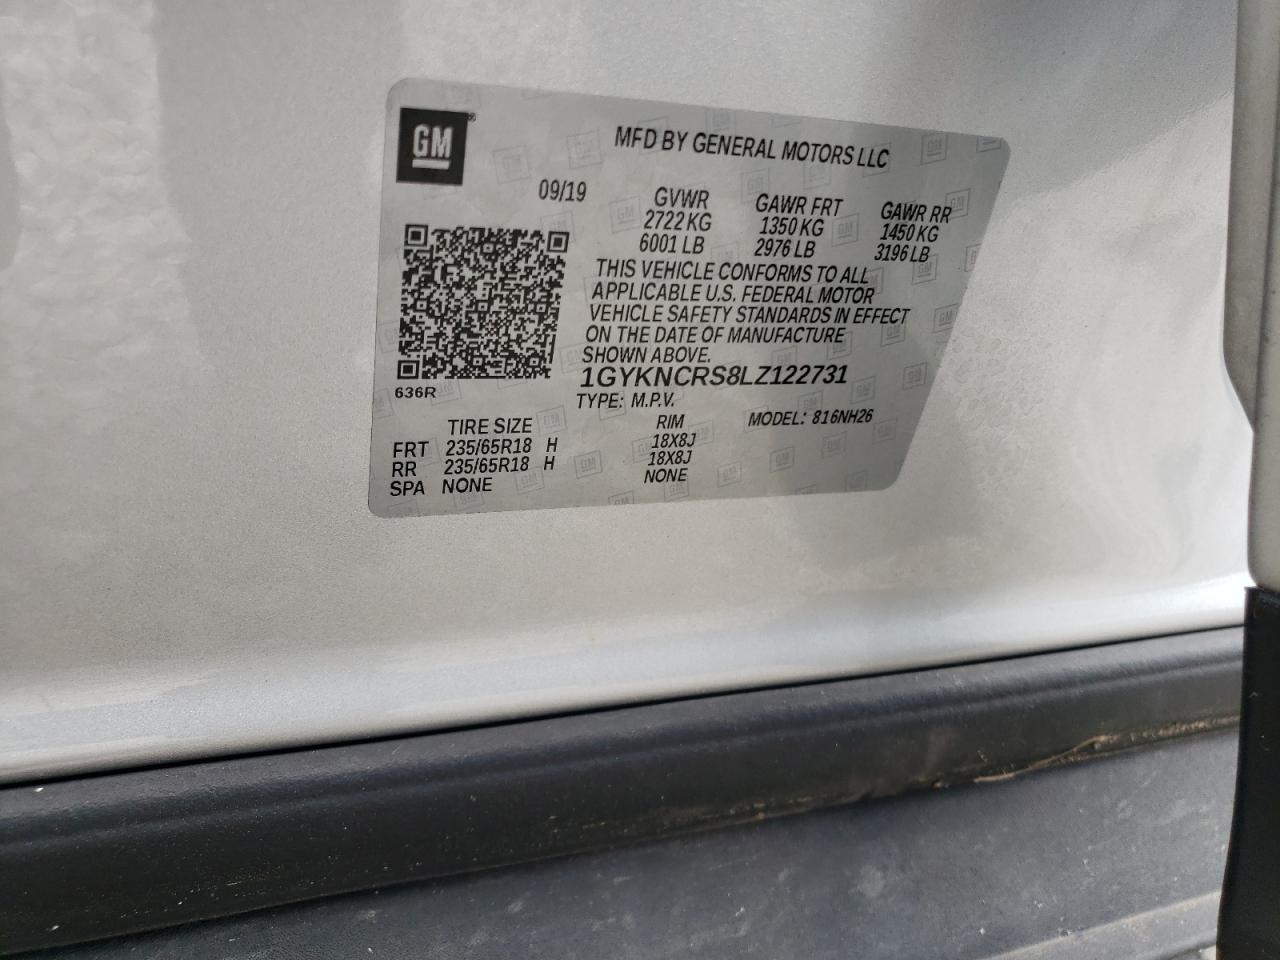 GM
MFD BY GENERAL MOTORS LLC
09/19
GVWR GAWR FRT GAWR RR
2722 KG 1350 KG 1450 KG
6001 LB 2976 LB 3196 LB
THIS VEHICLE CONFORMS TO ALL
APPLICABLE U.S. FEDERAL MOTOR
VEHICLE SAFETY STANDARDS IN EFFECT
ON THE DATE OF MANUFACTURE
SHOWN ABOVE.
1GYKNCRS8LZ122731
636R
TYPE: M.P.V.
MODEL: 816NH26
TIRE SIZE RIM
FRT 235/65R18 H 18X8J
RR 235/65R18 H 18X8J
SPA NONE NONE